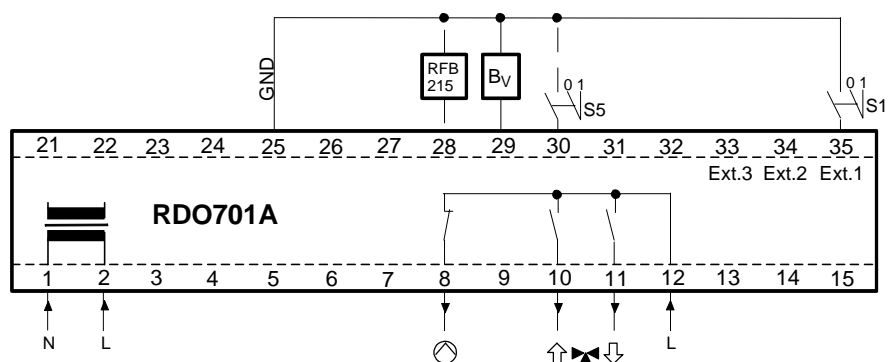 GND
RFB
215
BV
0 1
S5
0 1
S1
21 22 23 24 25 26 27 28 29 30 31 32 33 34 35
Ext.3 Ext.2 Ext.1
RDO701A
1 2 3 4 5 6 7 8 9 10 11 12 13 14 15
N L L